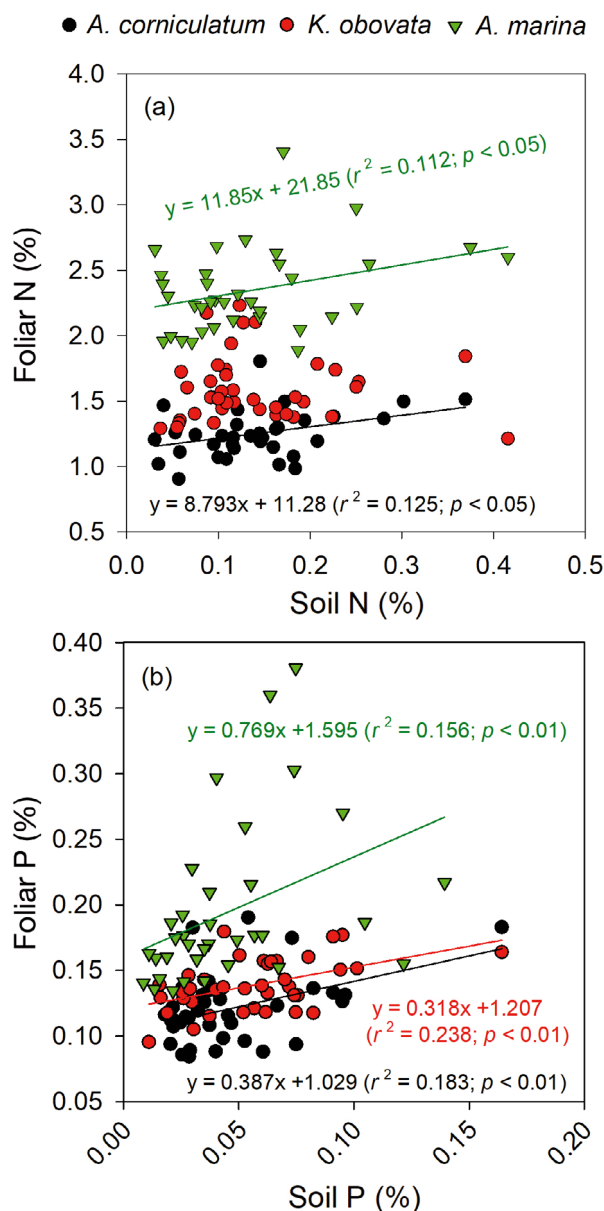 A. corniculatum K. obovata A. marina
(a)
4.0
3.5
3.0
2.5
2.0
1.5
1.0
0.5
Foliar N (%)
y = 11.85x + 21.85 (r² = 0.112; p < 0.05)
y = 8.793x + 11.28 (r² = 0.125; p < 0.05)
0.0 0.1 0.2 0.3 0.4 0.5
Soil N (%)
(b)
0.40
0.35
0.30
0.25
0.20
0.15
0.10
0.05
Foliar P (%)
y = 0.769x +1.595 (r² = 0.156; p < 0.01)
y = 0.318x +1.207
(r² = 0.238; p < 0.01)
y = 0.387x +1.029 (r² = 0.183; p < 0.01)
0.00 0.05 0.10 0.15 0.20
Soil P (%)